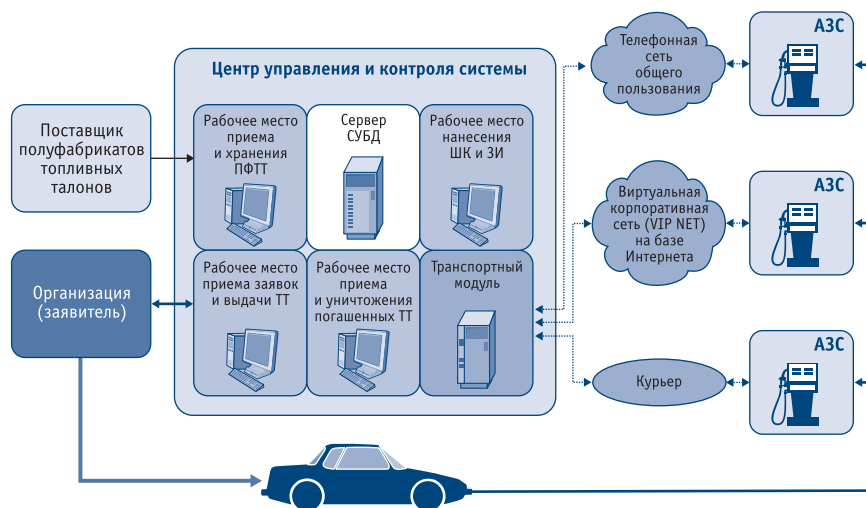 Центр управления и контроля системы
Поставщик
полуфабрикатов
топливных
талонов
Организация
(заявитель)
Рабочее место
приема
и хранения
ПФТТ
Сервер
СУБД
Рабочее место
нанесения
ШК и ЗИ
Рабочее место
приема заявок
и выдачи ТТ
Рабочее место
приема
и уничтожения
погашенных ТТ
Транспортный
модуль
Телефонная
сеть
общего
пользования
АЗС
Виртуальная
корпоративная
сеть (VIP NET)
на базе
Интернета
АЗС
Курьер
АЗС